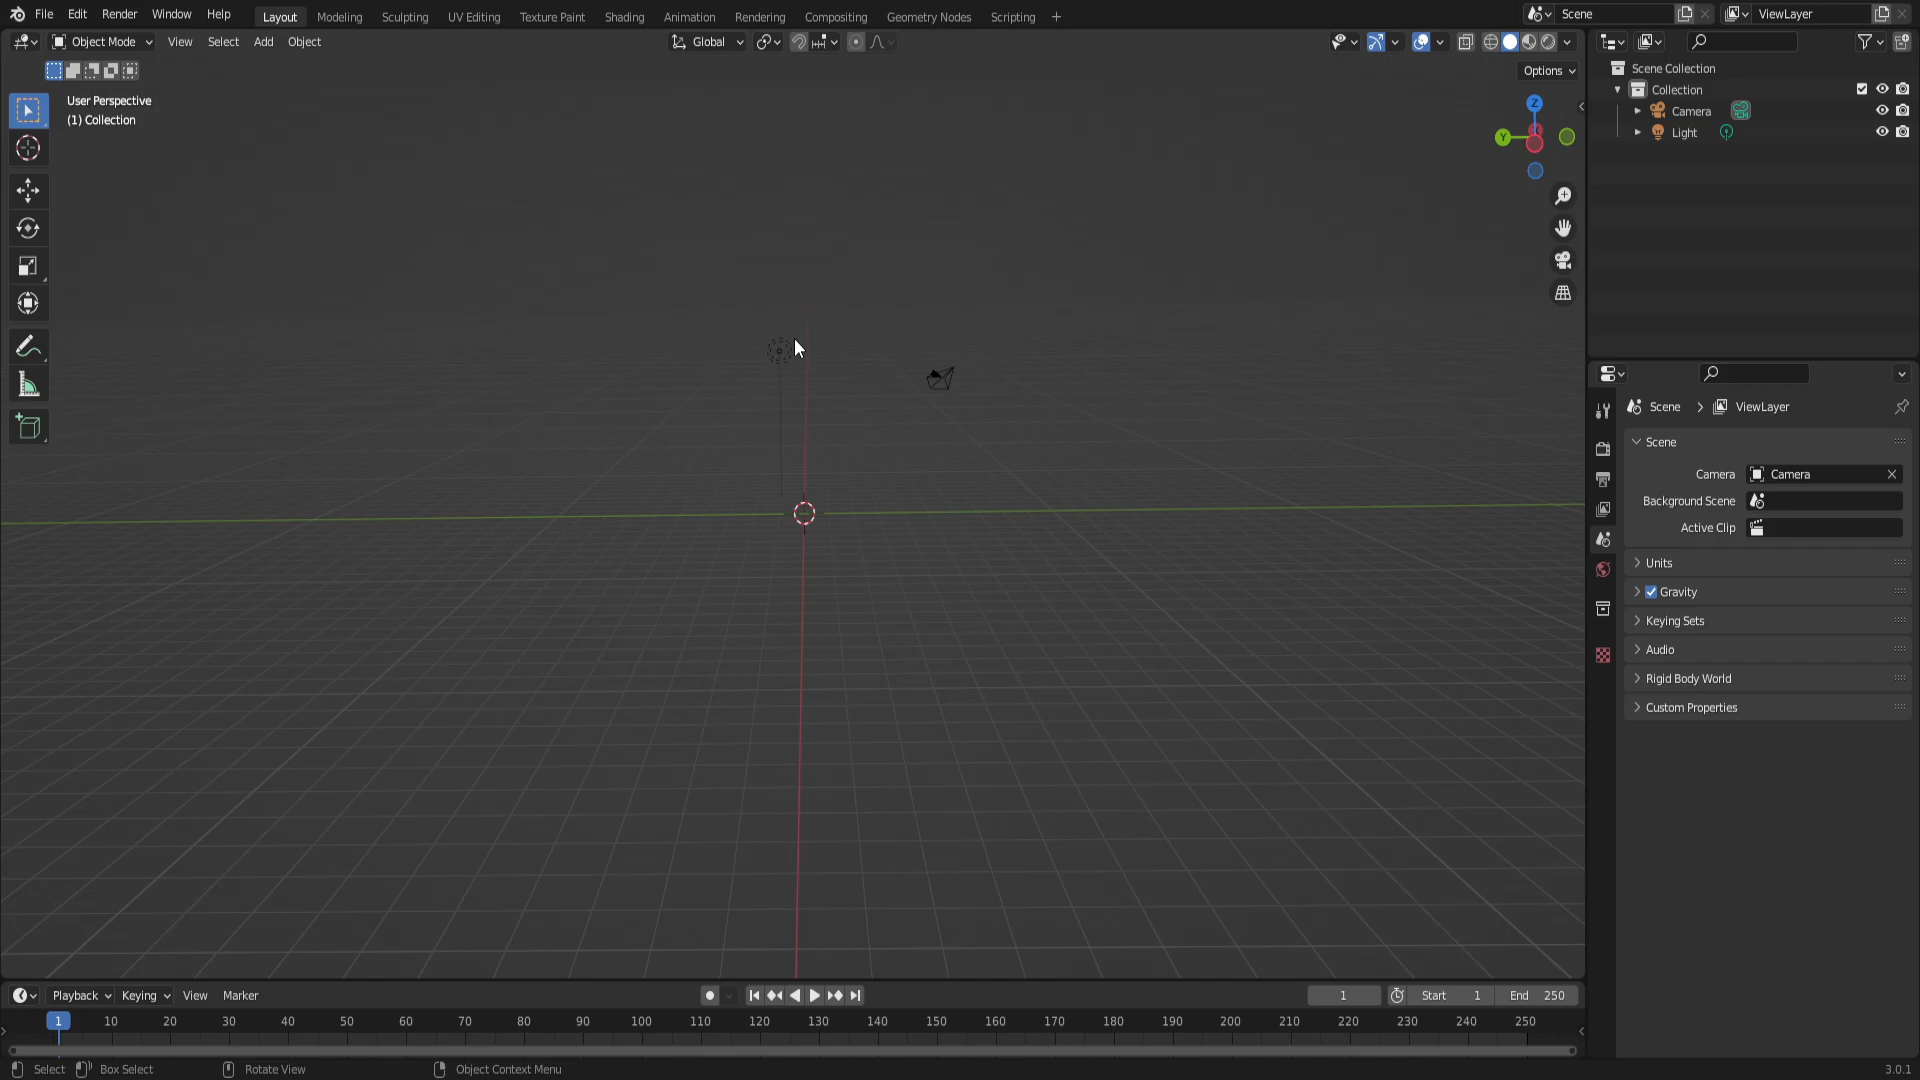 File Edit Render Window Help Layout Modeling Sculpting UV Editing Texture Paint Shading Animation Rendering Compositing Geometry Nodes Scripting + Scene ViewLayer
Object Mode View Select Add Object Global
Options
User Perspective
(1) Collection
Z
Y
Scene Collection
Collection
Camera
Light
Scene > ViewLayer
Scene
Camera Camera
Background Scene
Active Clip
Units
Gravity
Keying Sets
Audio
Rigid Body World
Custom Properties
Playback Keying View Marker 1 Start 1 End 250
1 10 20 30 40 50 60 70 80 90 100 110 120 130 140 150 160 170 180 190 200 210 220 230 240 250
Select Box Select Rotate View Object Context Menu 3.0.1